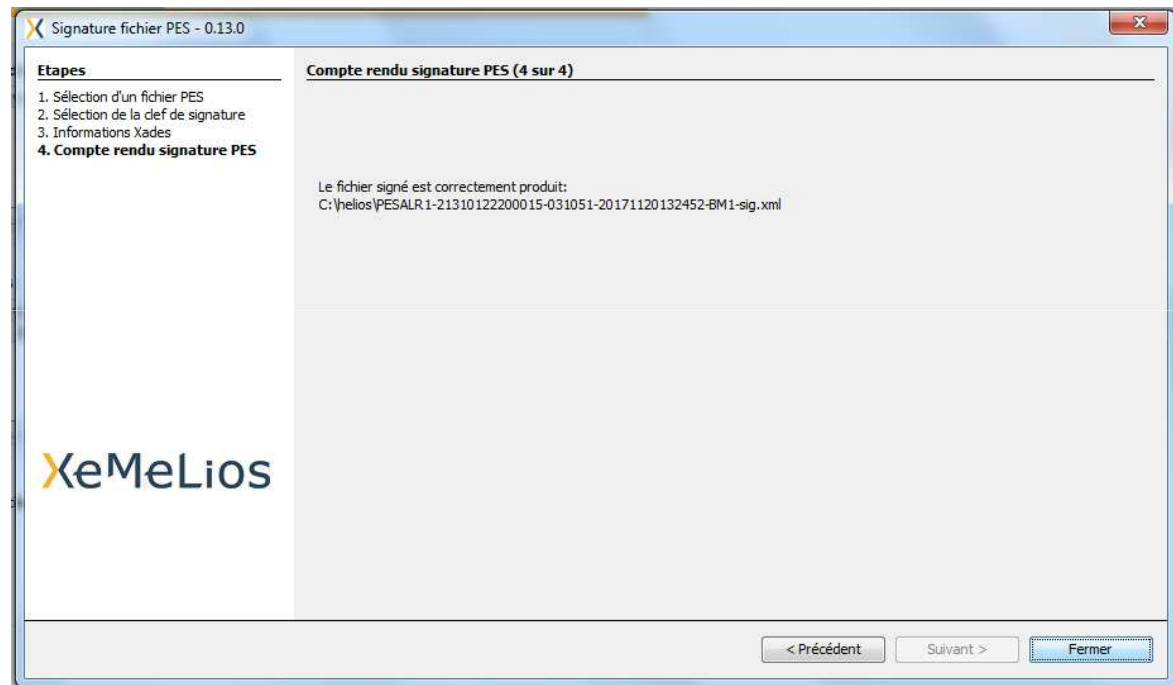 Signature fichier PES - 0.13.0
Etapes
1. Sélection d'un fichier PES
2. Sélection de la clef de signature
3. Informations Xades
4. Compte rendu signature PES
Compte rendu signature PES (4 sur 4)
Le fichier signé est correctement produit:
C:\helios\PESALR1-21310122200015-031051-20171120132452-BM1-sig.xml
XeMeLios
< Précédent
Suivant >
Fermer